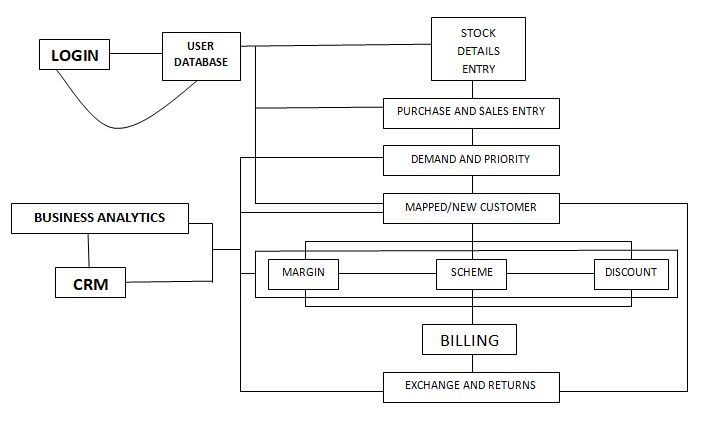 LOGIN
USER
DATABASE
STOCK
DETAILS
ENTRY
PURCHASE AND SALES ENTRY
DEMAND AND PRIORITY
MAPPED/NEW CUSTOMER
BUSINESS ANALYTICS
CRM
MARGIN
SCHEME
DISCOUNT
BILLING
EXCHANGE AND RETURNS